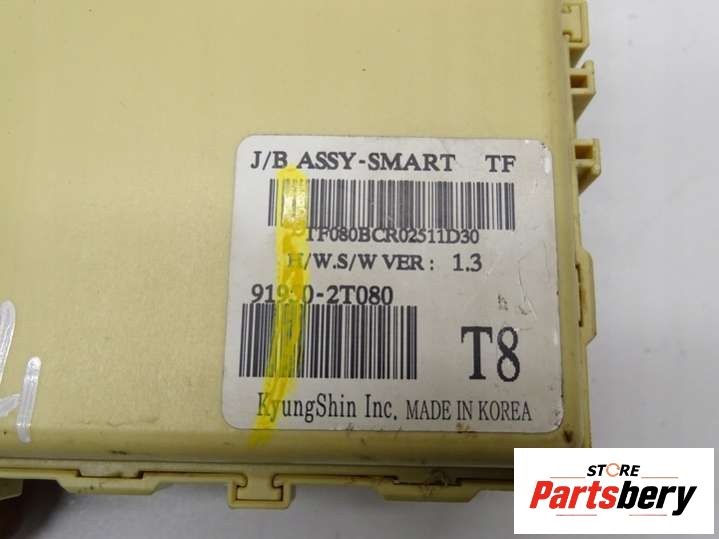 J/B ASSY-SMART TF
TF080BCR02511D30
H/W.S/W VER : 1.3
T8
KyungShin Inc. MADE IN KOREA
STORE
Partsbery